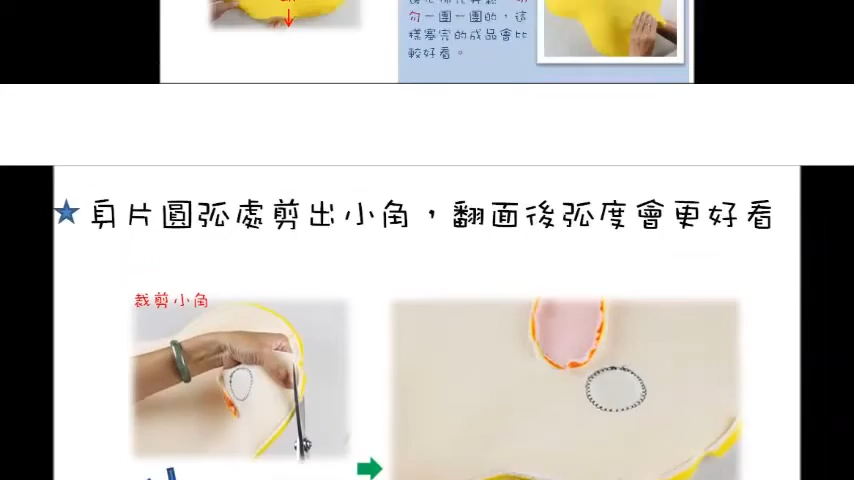 勻一團一團的，這
樣塞完的成品會比
較好看。
身片圓弧處剪出小角，翻面後弧度會更好看
裁剪小角